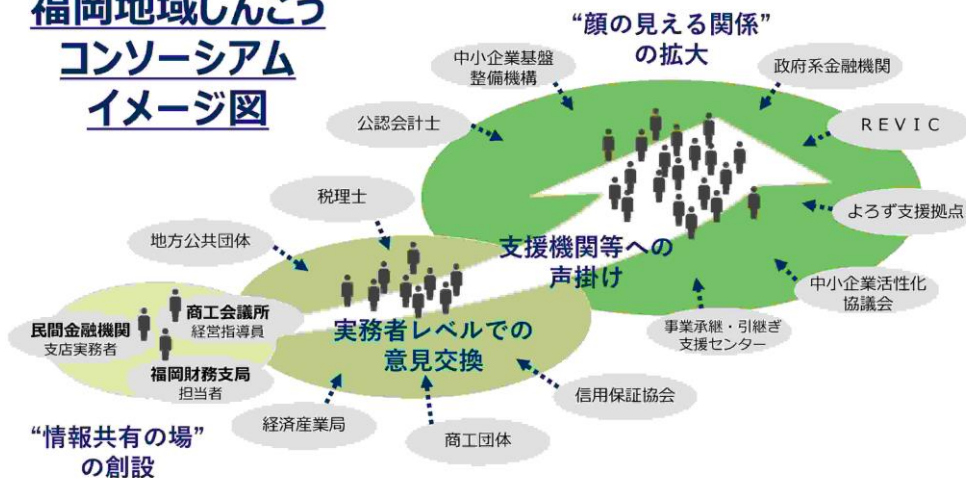 福岡地域しんこう
コンソーシアム
イメージ図
“顔の見える関係”
の拡大
中小企業基盤
整備機構
政府系金融機関
公認会計士
ＲＥＶＩＣ
税理士
よろず支援拠点
地方公共団体
支援機関等への
声掛け
中小企業活性化
協議会
商工会議所
経営指導員
民間金融機関
支店実務者
実務者レベルでの
意見交換
事業承継・引継ぎ
支援センター
福岡財務支局
担当者
信用保証協会
経済産業局
商工団体
“情報共有の場”
の創設